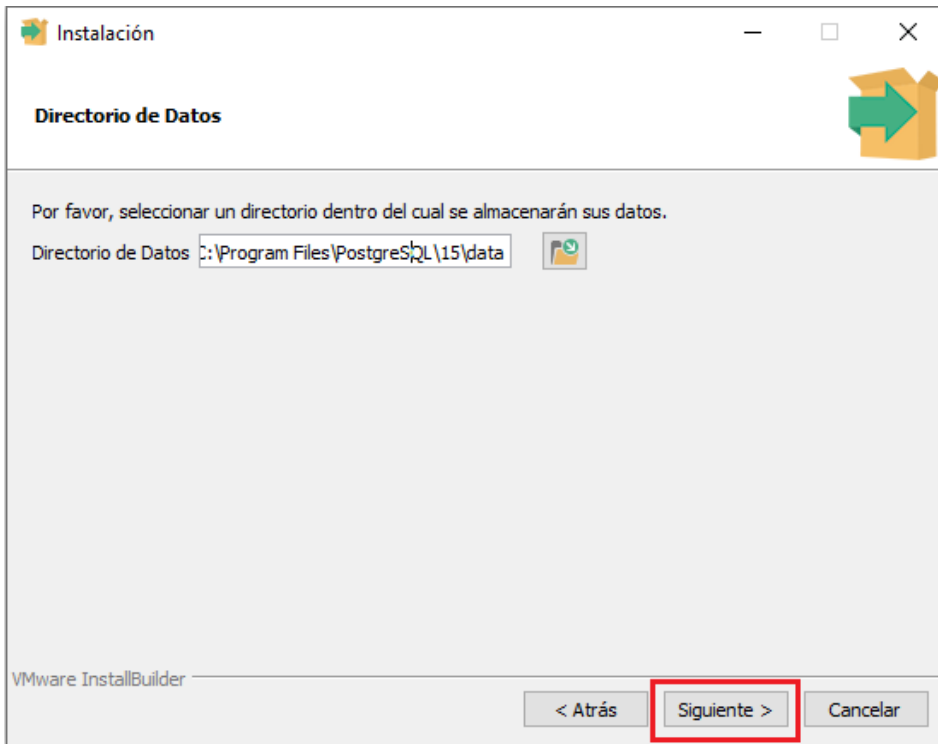 Instalación
Directorio de Datos
Por favor, seleccionar un directorio dentro del cual se almacenarán sus datos.
Directorio de Datos C:\Program Files\PostgreSQL\15\data
VMware InstallBuilder
< Atrás Siguiente > Cancelar